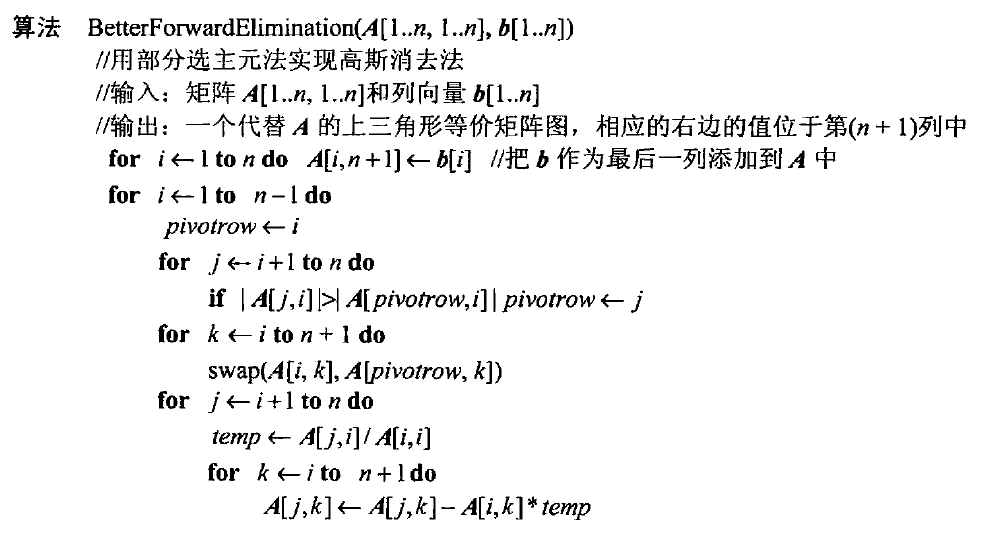 算法 BetterForwardElimination(A[1..n, 1..n], b[1..n])
//用部分选主元法实现高斯消去法
//输入：矩阵 A[1..n, 1..n]和列向量 b[1..n]
//输出：一个代替 A 的上三角形等价矩阵图，相应的右边的值位于第(n + 1)列中
for i ← 1 to n do A[i,n+1] ← b[i] //把 b 作为最后一列添加到 A 中
for i ← 1 to n − 1 do
pivotrow ← i
for j ← i+1 to n do
if | A[j,i]|>| A[pivotrow,i]| pivotrow ← j
for k ← i to n + 1 do
swap(A[i, k], A[pivotrow, k])
for j ← i+1 to n do
temp ← A[j,i] / A[i,i]
for k ← i to n+1 do
A[j,k] ← A[j,k] − A[i,k]* temp